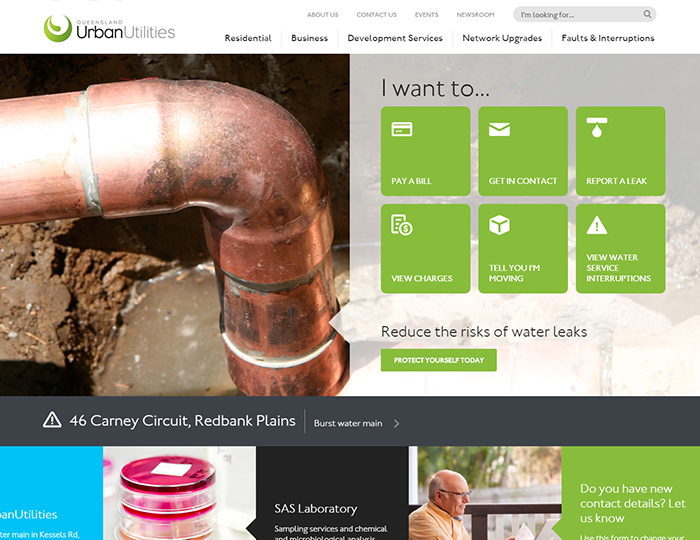 ABOUT US
CONTACT US
EVENTS
NEWSROOM
I'm looking for...
QUEENSLAND
UrbanUtilities
Residential
Business
Development Services
Network Upgrades
Faults & Interruptions
I want to...
PAY A BILL
GET IN CONTACT
REPORT A LEAK
VIEW CHARGES
TELL YOU I'M
MOVING
VIEW WATER
SERVICE
INTERRUPTIONS
Reduce the risks of water leaks
PROTECT YOURSELF TODAY
46 Carney Circuit, Redbank Plains
Burst water main
banUtilities
ter main in Kessels Rd,
SAS Laboratory
Sampling services and chemical
and microbiological analysis
Do you have new
contact details? Let
us know
Use this form to change your